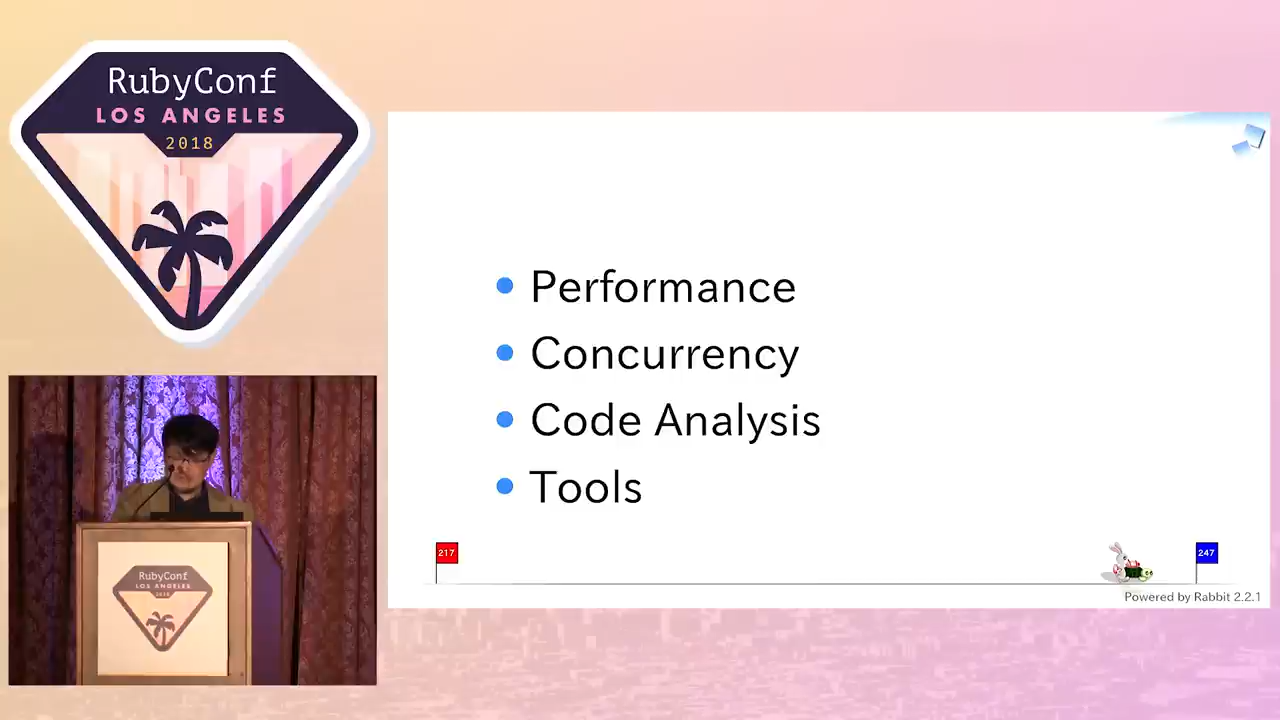 RubyConf
LOS ANGELES
2018
Performance
Concurrency
Code Analysis
Tools
217
247
Powered by Rabbit 2.2.1
RubyConf
LOS ANGELES
2018